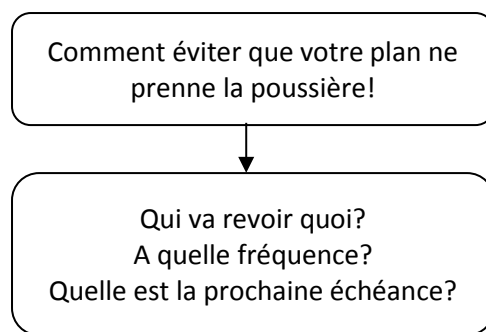 Comment éviter que votre plan ne
prenne la poussière!
Qui va revoir quoi?
A quelle fréquence?
Quelle est la prochaine échéance?